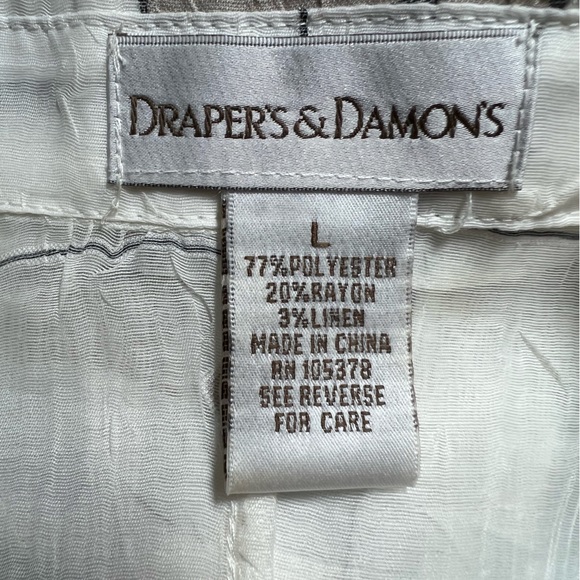 DRAPER'S & DAMON'S
L
77% POLYESTER
20% RAYON
3% LINEN
MADE IN CHINA
RN 105378
SEE REVERSE
FOR CARE